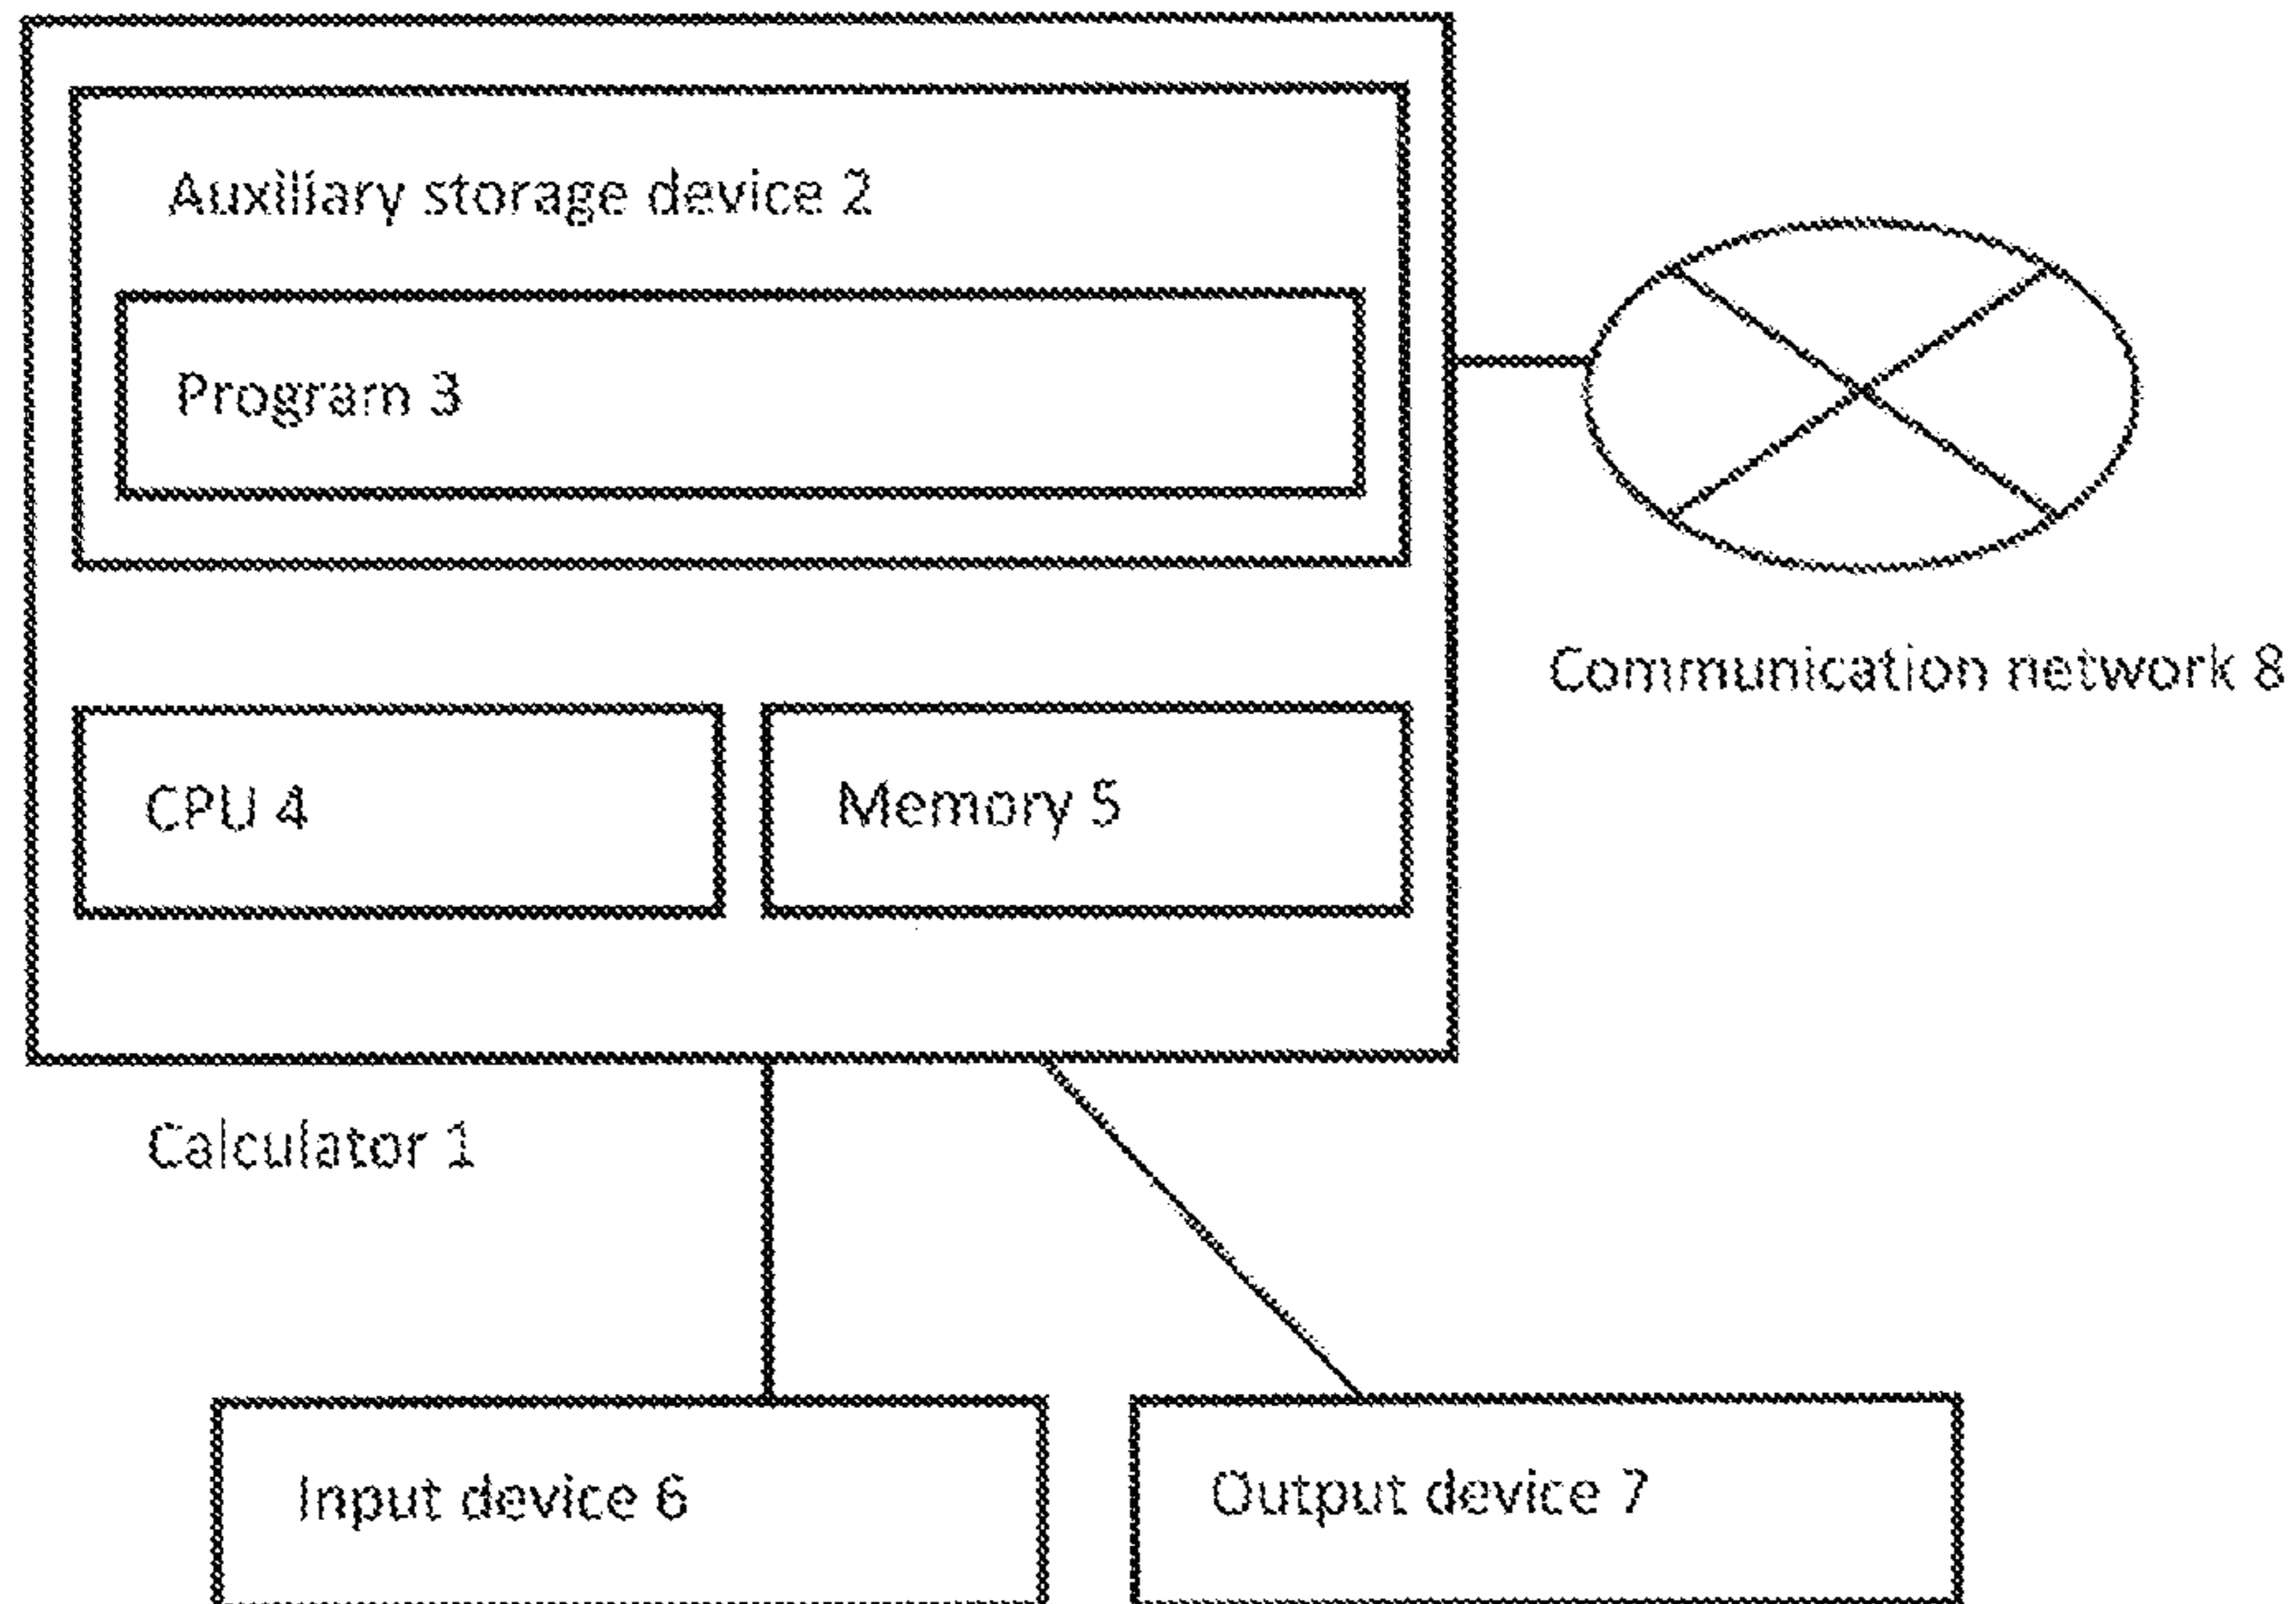 Auxiliary storage device 2
Program 3
Communication network 8
CPU 4
Memory 5
Calculator 1
Input device 6
Output device 7